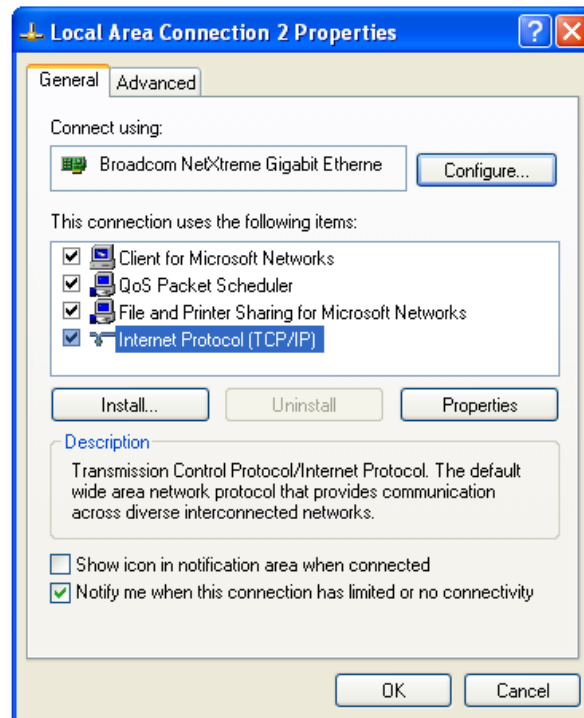 Local Area Connection 2 Properties
General
Advanced
Connect using:
Broadcom NetXtreme Gigabit Etherne
Configure...
This connection uses the following items:
Client for Microsoft Networks
QoS Packet Scheduler
File and Printer Sharing for Microsoft Networks
Internet Protocol (TCP/IP)
Install...
Uninstall
Properties
Description
Transmission Control Protocol/Internet Protocol. The default
wide area network protocol that provides communication
across diverse interconnected networks.
Show icon in notification area when connected
Notify me when this connection has limited or no connectivity
OK
Cancel